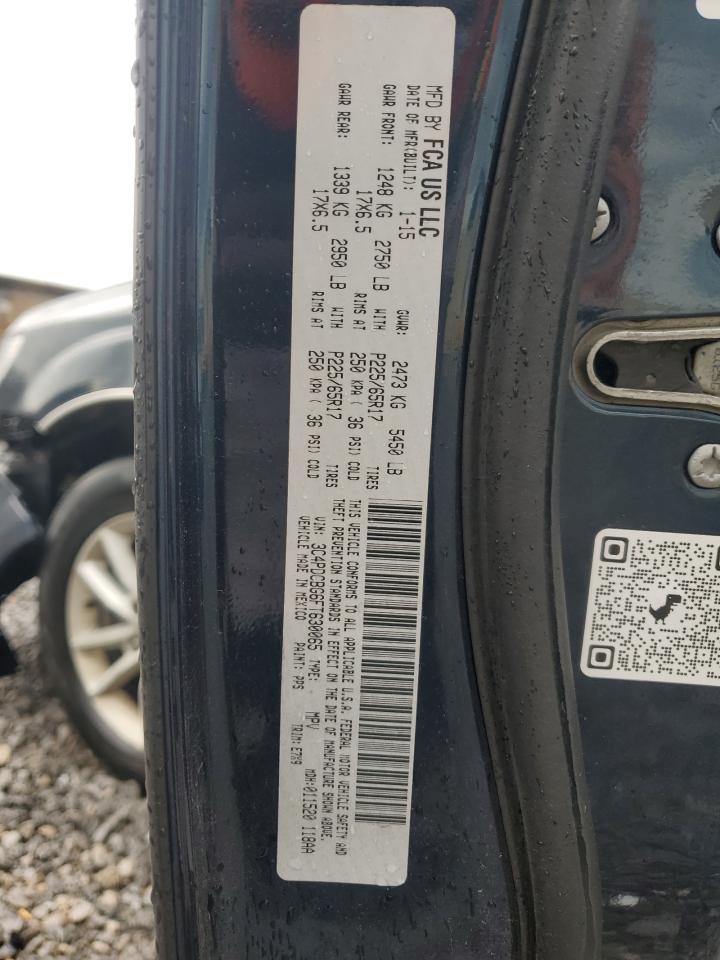 MFD BY FCA US LLC
DATE OF MFR(BUILT): 1-15 GVWR: 2473 KG 5450 LB
GAWR FRONT: 1248 KG 2750 LB WITH P225/65R17 TIRES
17X6.5 RIMS AT 250 KPA ( 36 PSI) COLD
GAWR REAR: 1339 KG 2950 LB WITH P225/65R17 TIRES
17X6.5 RIMS AT 250 KPA ( 36 PSI) COLD
THIS VEHICLE CONFORMS TO ALL APPLICABLE U.S.A. FEDERAL MOTOR VEHICLE SAFETY AND
THEFT PREVENTION STANDARDS IN EFFECT ON THE DATE OF MANUFACTURE SHOWN ABOVE.
VIN: 3C4PDCBG6FT630065 TYPE: MPV MDH:011520 118AA
VEHICLE MADE IN MEXICO PAINT: PPS TRIM: E7X9